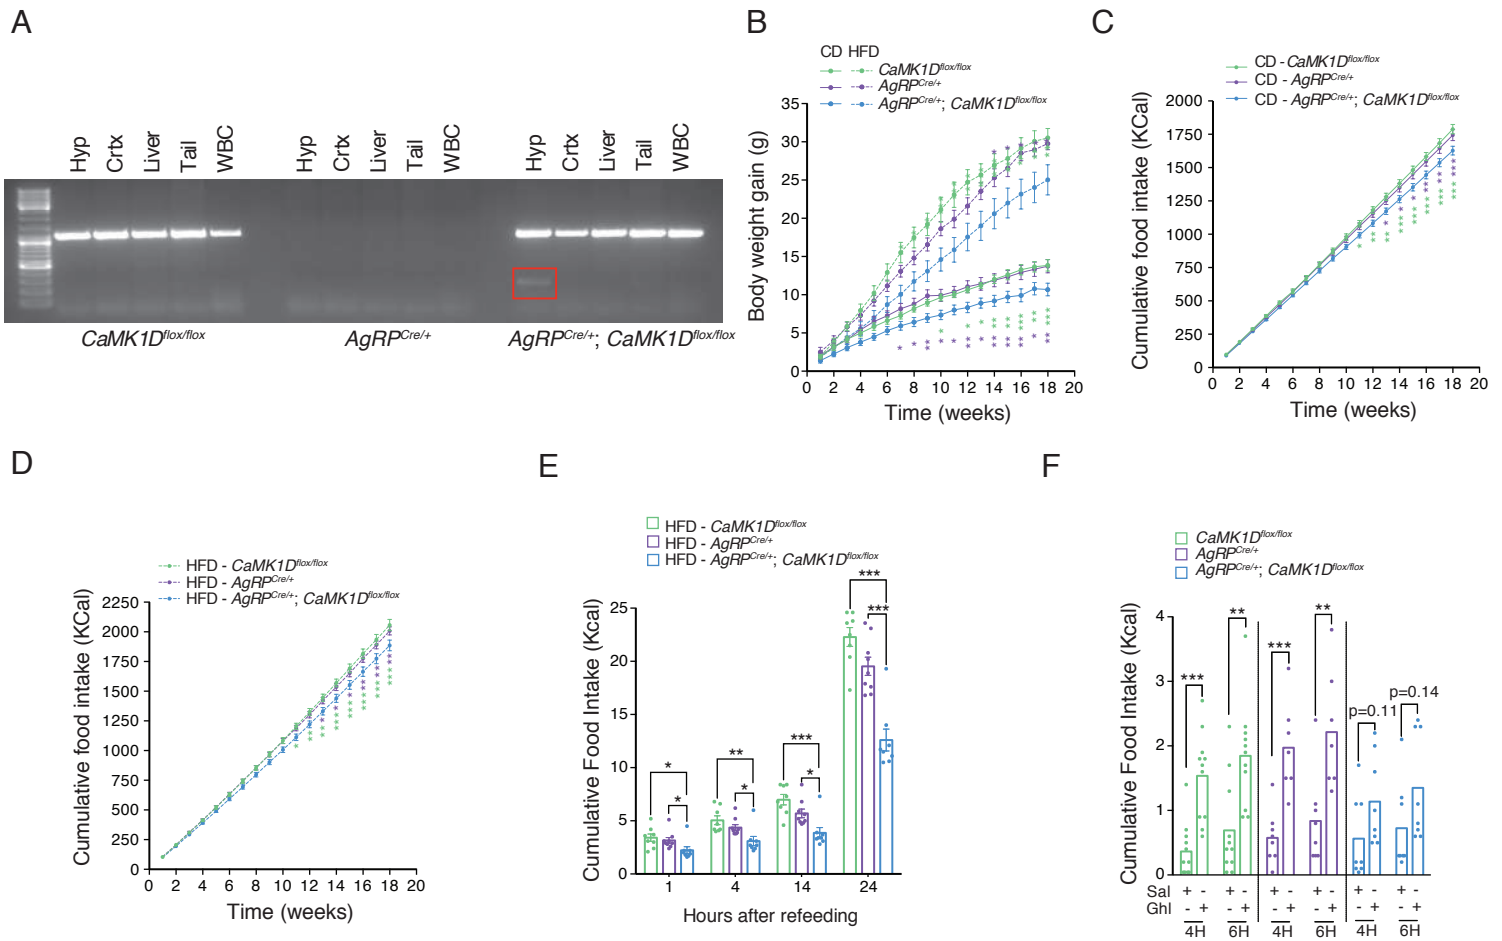 A
Hyp Crtx Liver Tail WBC Hyp Crtx Liver Tail WBC Hyp Crtx Liver Tail WBC
CaMK1Dflox/flox AgRPCre/+ AgRPCre/+; CaMK1Dflox/flox
B
CD HFD
CaMK1Dflox/flox
AgRPCre/+
AgRPCre/+; CaMK1Dflox/flox
Body weight gain (g)
35
30
25
20
15
10
5
0
0 2 4 6 8 10 12 14 16 18 20
Time (weeks)
C
CD - CaMK1Dflox/flox
CD - AgRPCre/+
CD - AgRPCre/+; CaMK1Dflox/flox
Cumulative food intake (KCal)
2000
1750
1500
1250
1000
750
500
250
0
0 2 4 6 8 10 12 14 16 18 20
Time (weeks)
D
HFD - CaMK1Dflox/flox
HFD - AgRPCre/+
HFD - AgRPCre/+; CaMK1Dflox/flox
Cumulative food intake (KCal)
2250
2000
1750
1500
1250
1000
750
500
250
0
0 2 4 6 8 10 12 14 16 18 20
Time (weeks)
E
HFD - CaMK1Dflox/flox
HFD - AgRPCre/+
HFD - AgRPCre/+; CaMK1Dflox/flox
Cumulative Food Intake (Kcal)
25
20
15
10
5
0
* * ** * *** * *** ***
1 4 14 24
Hours after refeeding
F
CaMK1Dflox/flox
AgRPCre/+
AgRPCre/+; CaMK1Dflox/flox
Cumulative Food Intake (Kcal)
4
3
2
1
0
*** ** *** ** p=0.11 p=0.14
Sal + - + - + - + - + - + -
Ghl - + - + - + - + - + - +
4H 6H 4H 6H 4H 6H